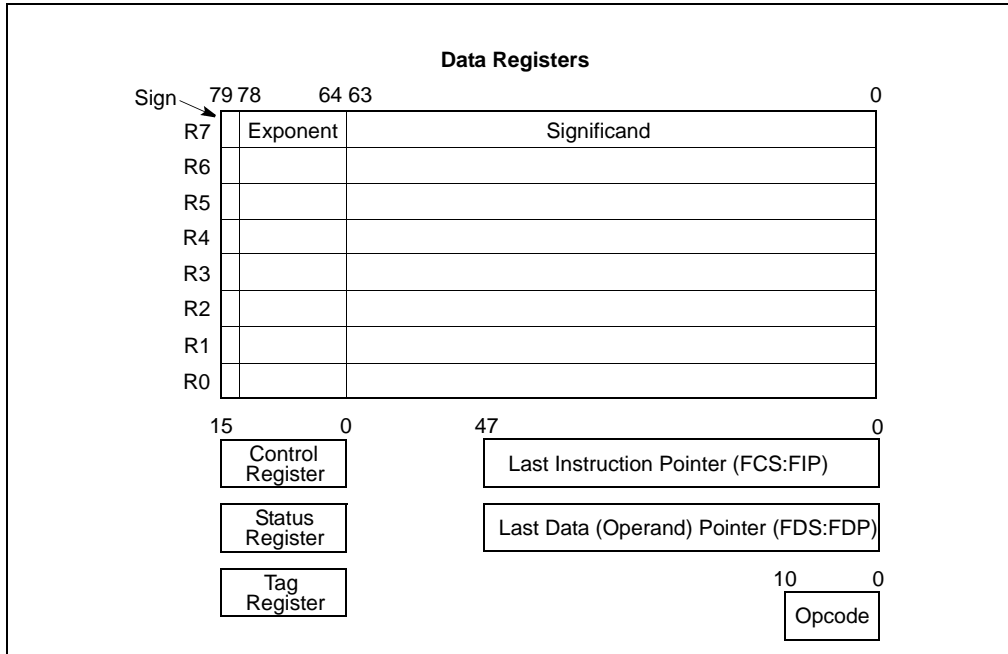 Data Registers
Sign 79 78 64 63 0
R7 Exponent Significand
R6
R5
R4
R3
R2
R1
R0
15 0 47 0
Control
Register
Last Instruction Pointer (FCS:FIP)
Status
Register
Last Data (Operand) Pointer (FDS:FDP)
Tag
Register
10 0
Opcode